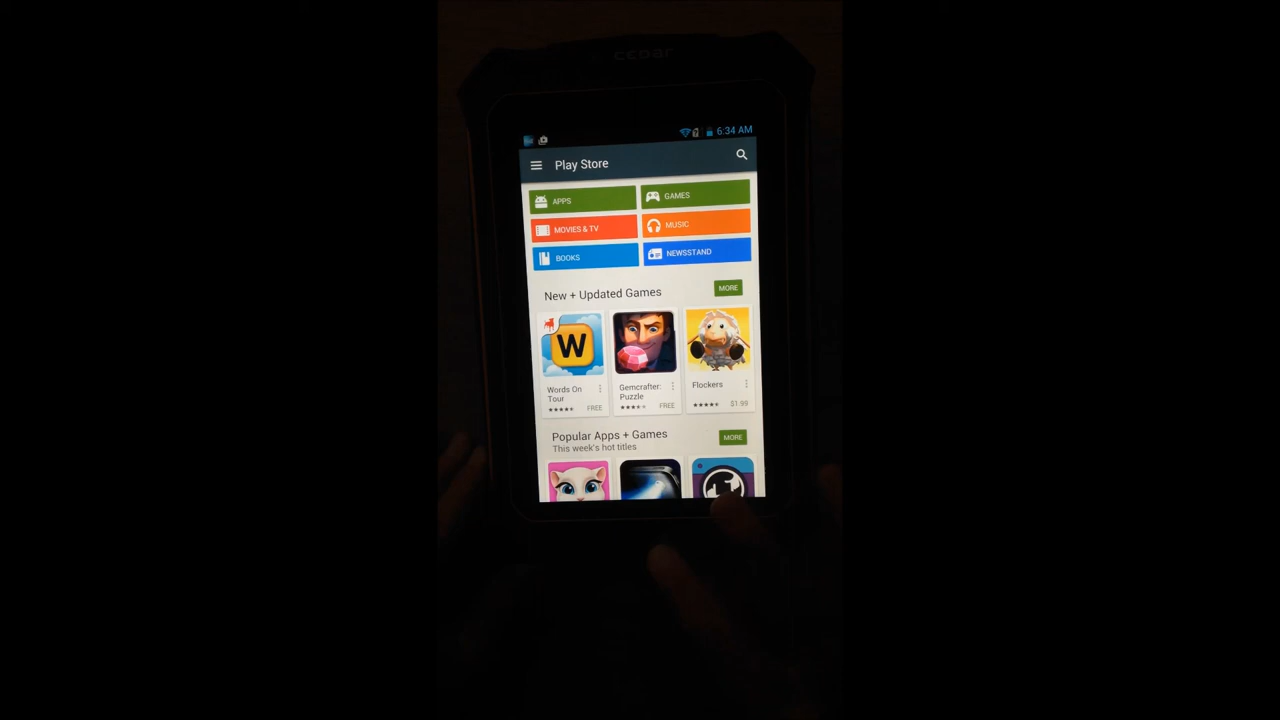 6:34 AM
Play Store
APPS
GAMES
MOVIES & TV
MUSIC
BOOKS
NEWSSTAND
New + Updated Games
MORE
W
Words On
Tour
FREE
Gemcrafter:
Puzzle
FREE
Flockers
$1.99
Popular Apps + Games
MORE
This week's hot titles